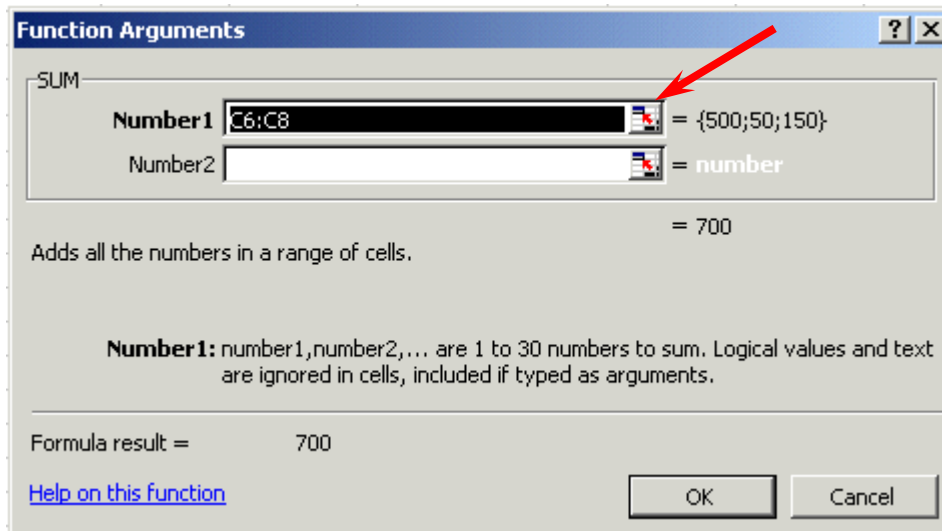 Function Arguments
SUM
Number1 C6:C8 = {500;50;150}
Number2 = number
= 700
Adds all the numbers in a range of cells.
Number1: number1,number2,... are 1 to 30 numbers to sum. Logical values and text
are ignored in cells, included if typed as arguments.
Formula result = 700
Help on this function OK Cancel